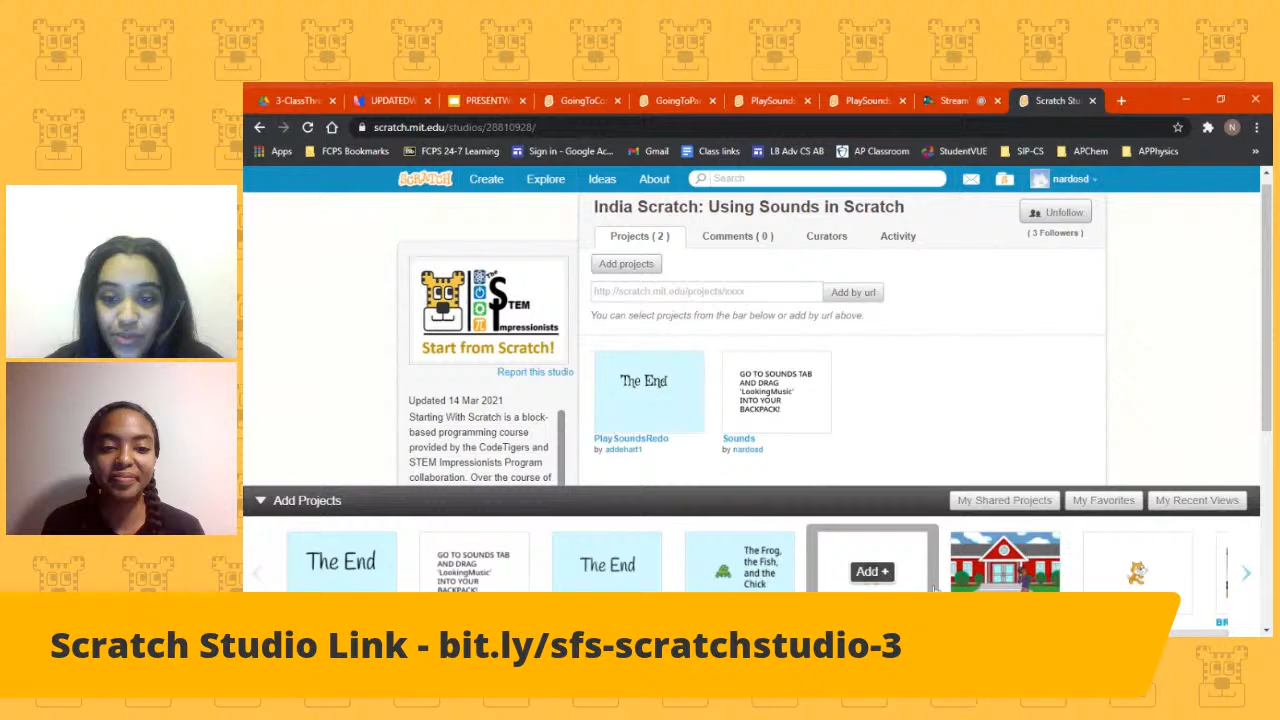 3-ClassThr
UPDATEDW
PRESENTW
GoingToCo
GoingToPa
PlaySounds
PlaySounds
Stream
Scratch Stu
scratch.mit.edu/studios/28810928/
N
Apps
FCPS Bookmarks
FCPS 24-7 Learning
Sign in - Google Ac...
Gmail
Class links
LB Adv CS AB
AP Classroom
StudentVUE
SIP-CS
APChem
APPhysics
»
SCRATCH
Create
Explore
Ideas
About
Search
nardosd
India Scratch: Using Sounds in Scratch
Unfollow
( 3 Followers )
Projects ( 2 )
Comments ( 0 )
Curators
Activity
Add projects
http://scratch.mit.edu/projects/xxxx
Add by url
You can select projects from the bar below or add by url above.
The
STEM
Impressionists
Start from Scratch!
Report this studio
Updated 14 Mar 2021
Starting With Scratch is a block-
based programming course
provided by the CodeTigers and
STEM Impressionists Program
collaboration. Over the course of
The End
PlaySoundsRedo
by addehart1
GO TO SOUNDS TAB
AND DRAG
'LookingMusic'
INTO YOUR
BACKPACK!
Sounds
by nardosd
Add Projects
My Shared Projects
My Favorites
My Recent Views
The End
GO TO SOUNDS TAB
AND DRAG
'LookingMusic'
INTO YOUR
The End
The Frog,
the Fish,
and the
Chick
Add +
BR
Scratch Studio Link - bit.ly/sfs-scratchstudio-3